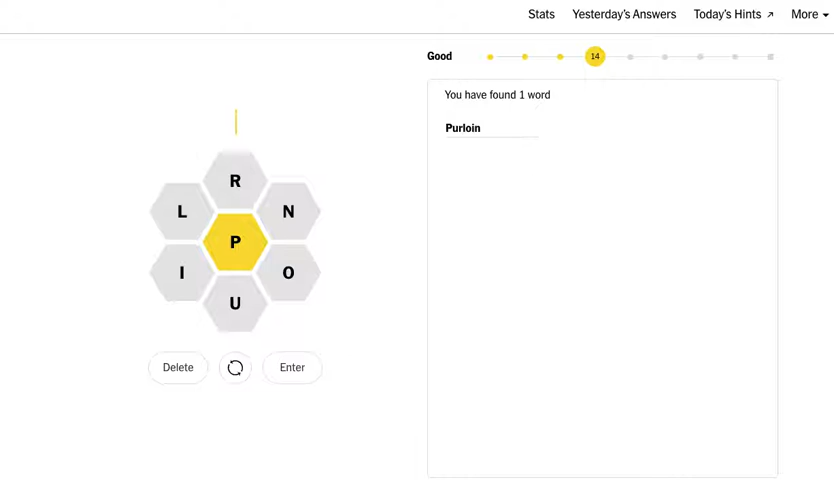 Stats Yesterday's Answers Today's Hints ↗ More
Good 14
You have found 1 word
Purloin
R
L N
P
I O
U
Delete Enter